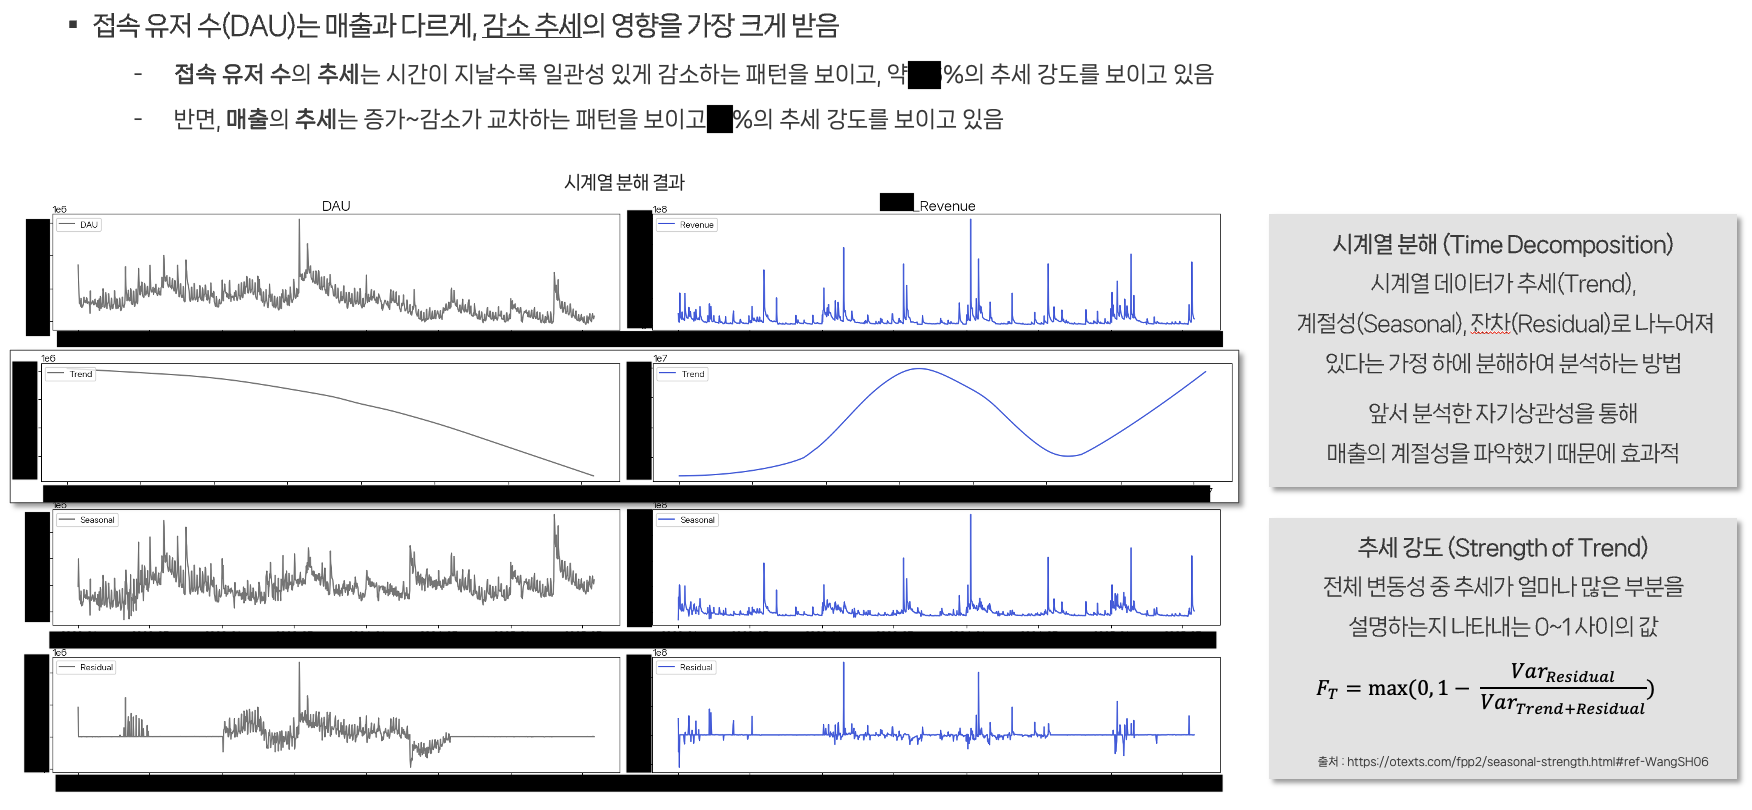 ▪ 접속 유저 수(DAU)는 매출과 다르게, 감소 추세의 영향을 가장 크게 받음
- 접속 유저 수의 추세는 시간이 지날수록 일관성 있게 감소하는 패턴을 보이고, 약 %의 추세 강도를 보이고 있음
- 반면, 매출의 추세는 증가~감소가 교차하는 패턴을 보이고 %의 추세 강도를 보이고 있음
시계열 분해 결과
DAU
_Revenue
1e5
DAU
1e8
Revenue
1e6
Trend
1e7
Trend
Seasonal
Seasonal
1e6
Residual
Residual
시계열 분해 (Time Decomposition)
시계열 데이터가 추세(Trend),
계절성(Seasonal), 잔차(Residual)로 나누어져
있다는 가정 하에 분해하여 분석하는 방법
앞서 분석한 자기상관성을 통해
매출의 계절성을 파악했기 때문에 효과적
추세 강도 (Strength of Trend)
전체 변동성 중 추세가 얼마나 많은 부분을
설명하는지 나타내는 0~1 사이의 값
F_T = max(0, 1 − Var_Residual / Var_Trend+Residual)
출처 : https://otexts.com/fpp2/seasonal-strength.html#ref-WangSH06